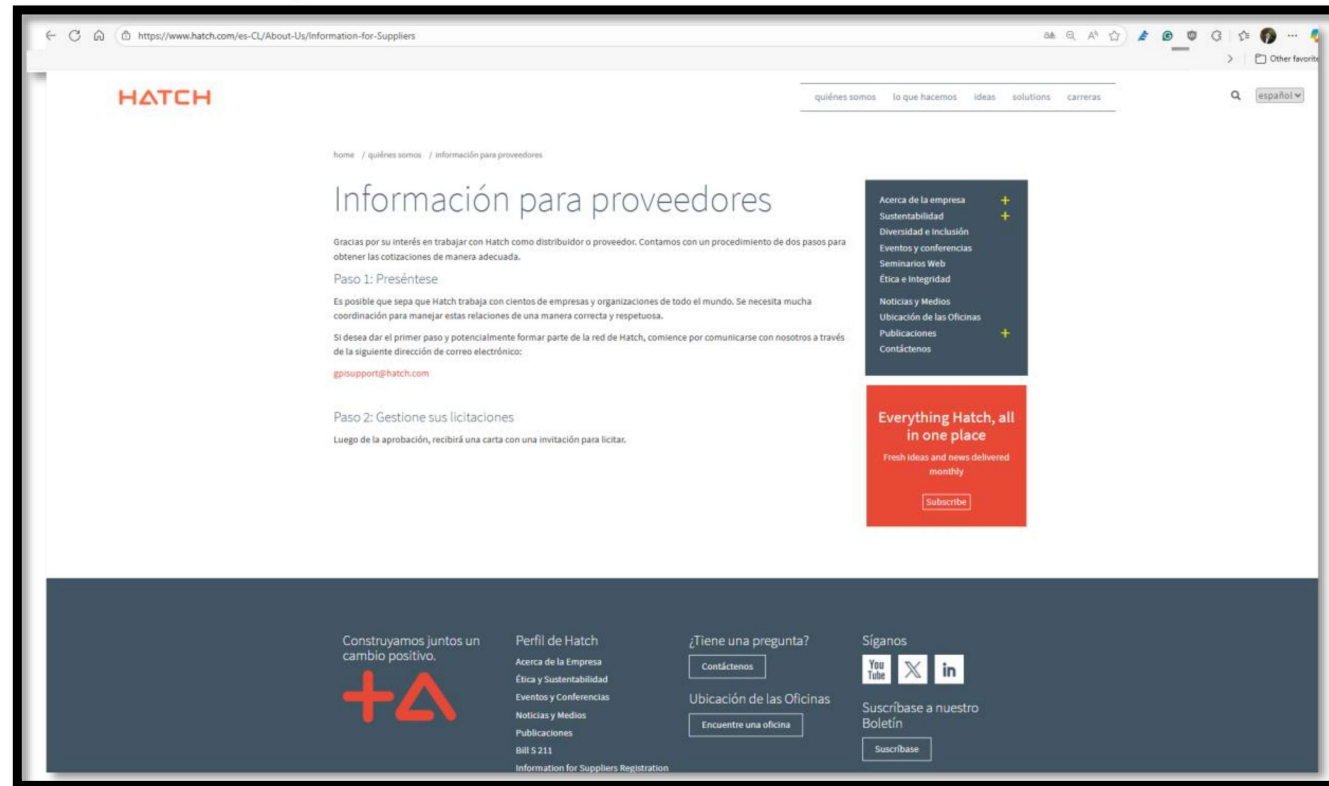 https://www.hatch.com/es-CL/About-Us/Information-for-Suppliers
Other favorite
HATCH
quiénes somos lo que hacemos ideas solutions carreras
español
home / quiénes somos / información para proveedores
Información para proveedores
Gracias por su interés en trabajar con Hatch como distribuidor o proveedor. Contamos con un procedimiento de dos pasos para
obtener las cotizaciones de manera adecuada.
Paso 1: Preséntese
Es posible que sepa que Hatch trabaja con cientos de empresas y organizaciones de todo el mundo. Se necesita mucha
coordinación para manejar estas relaciones de una manera correcta y respetuosa.
Si desea dar el primer paso y potencialmente formar parte de la red de Hatch, comience por comunicarse con nosotros a través
de la siguiente dirección de correo electrónico:
gpisupport@hatch.com
Paso 2: Gestione sus licitaciones
Luego de la aprobación, recibirá una carta con una invitación para licitar.
Acerca de la empresa +
Sustentabilidad +
Diversidad e Inclusión
Eventos y conferencias
Seminarios Web
Ética e Integridad
Noticias y Medios
Ubicación de las Oficinas
Publicaciones +
Contáctenos
Everything Hatch, all
in one place
Fresh ideas and news delivered
monthly
Subscribe
Construyamos juntos un
cambio positivo.
Perfil de Hatch
Acerca de la Empresa
Ética y Sustentabilidad
Eventos y Conferencias
Noticias y Medios
Publicaciones
Bill S 211
Information for Suppliers Registration
¿Tiene una pregunta?
Contáctenos
Ubicación de las Oficinas
Encuentre una oficina
Síganos
You
Tube
X
in
Suscríbase a nuestro
Boletín
Suscríbase